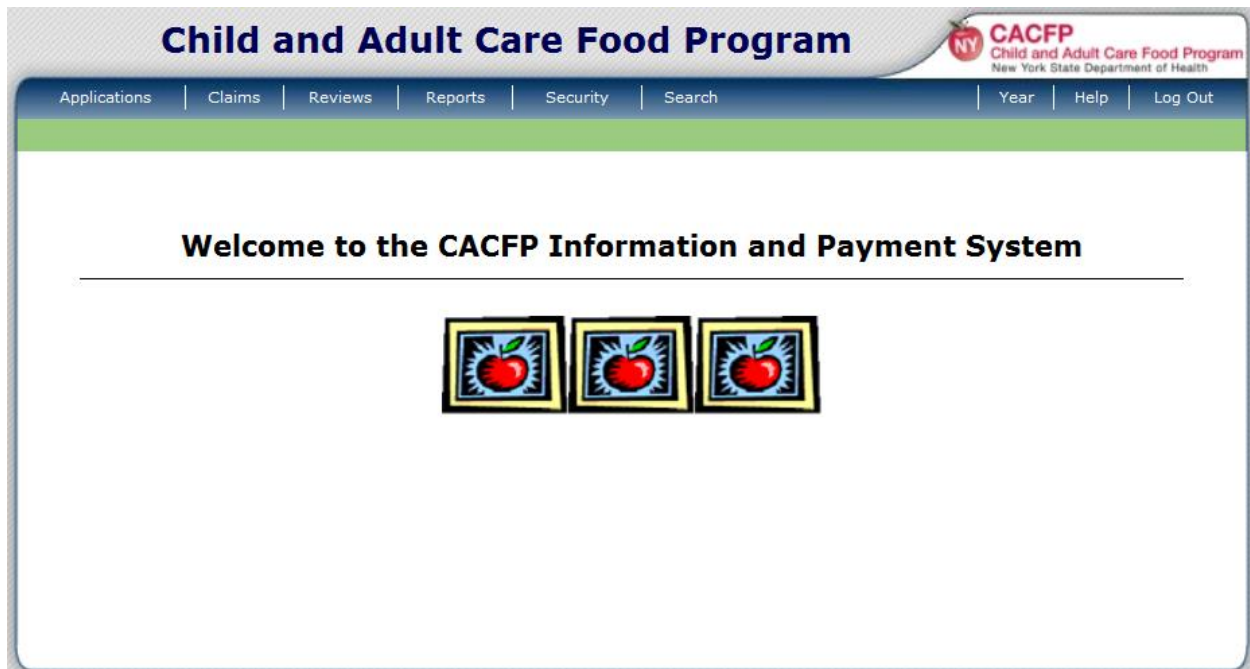 Child and Adult Care Food Program
NY
CACFP
Child and Adult Care Food Program
New York State Department of Health
Applications | Claims | Reviews | Reports | Security | Search | Year | Help | Log Out
Welcome to the CACFP Information and Payment System